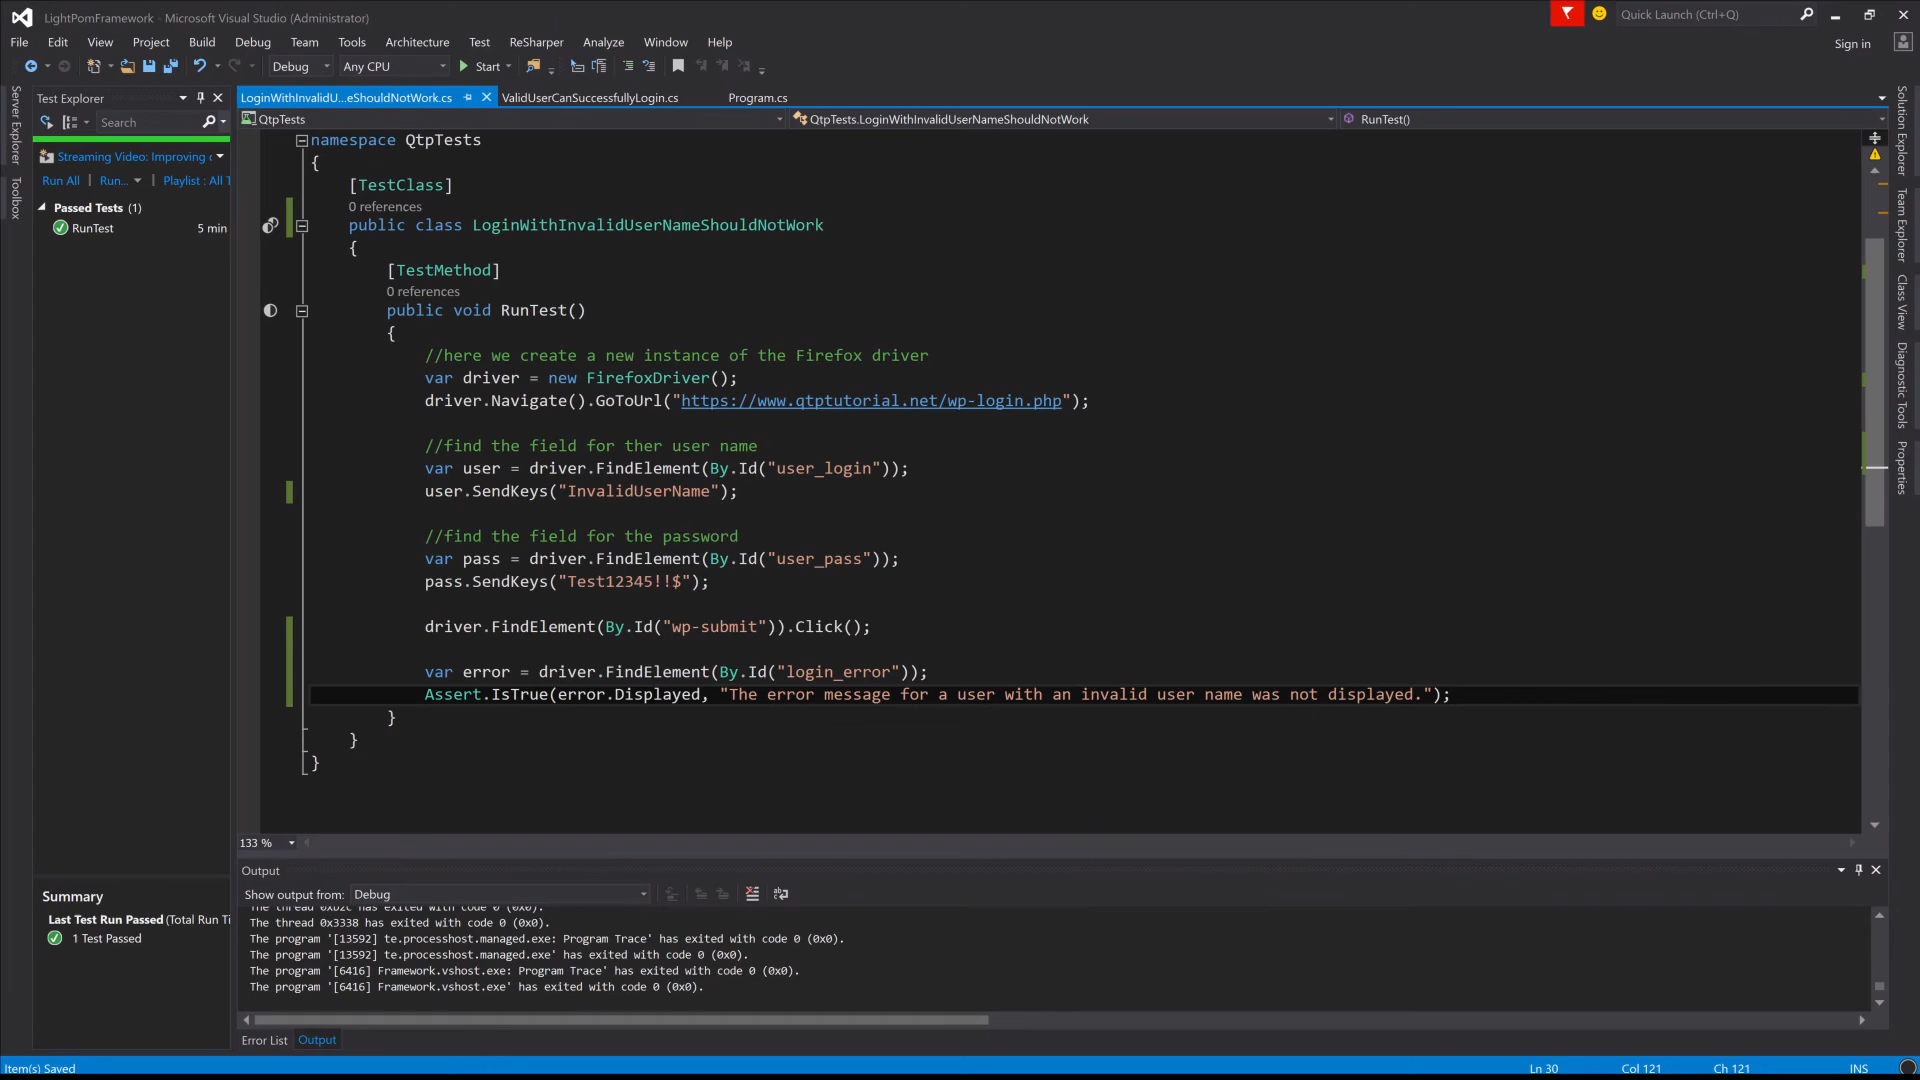 LightPomFramework - Microsoft Visual Studio (Administrator)
Quick Launch (Ctrl+Q)
File Edit View Project Build Debug Team Tools Architecture Test ReSharper Analyze Window Help
Sign in
Debug Any CPU Start
Server Explorer
Toolbox
Test Explorer
Search
Streaming Video: Improving
Run All | Run... | Playlist : All T
Passed Tests (1)
RunTest 5 min
Summary
Last Test Run Passed (Total Run Ti
1 Test Passed
LoginWithInvalidU...eShouldNotWork.cs ValidUserCanSuccessfullyLogin.cs Program.cs
QtpTests QtpTests.LoginWithInvalidUserNameShouldNotWork RunTest()
namespace QtpTests
{
[TestClass]
0 references
public class LoginWithInvalidUserNameShouldNotWork
{
[TestMethod]
0 references
public void RunTest()
{
//here we create a new instance of the Firefox driver
var driver = new FirefoxDriver();
driver.Navigate().GoToUrl("https://www.qtptutorial.net/wp-login.php");
//find the field for ther user name
var user = driver.FindElement(By.Id("user_login"));
user.SendKeys("InvalidUserName");
//find the field for the password
var pass = driver.FindElement(By.Id("user_pass"));
pass.SendKeys("Test12345!!$");
driver.FindElement(By.Id("wp-submit")).Click();
var error = driver.FindElement(By.Id("login_error"));
Assert.IsTrue(error.Displayed, "The error message for a user with an invalid user name was not displayed.");
}
}
}
133 %
Output
Show output from: Debug
The thread 0xb2c has exited with code 0 (0x0).
The thread 0x3338 has exited with code 0 (0x0).
The program '[13592] te.processhost.managed.exe: Program Trace' has exited with code 0 (0x0).
The program '[13592] te.processhost.managed.exe' has exited with code 0 (0x0).
The program '[6416] Framework.vshost.exe: Program Trace' has exited with code 0 (0x0).
The program '[6416] Framework.vshost.exe' has exited with code 0 (0x0).
Error List Output
Solution Explorer
Team Explorer
Class View
Diagnostic Tools
Properties
Item(s) Saved
Ln 30 Col 121 Ch 121 INS